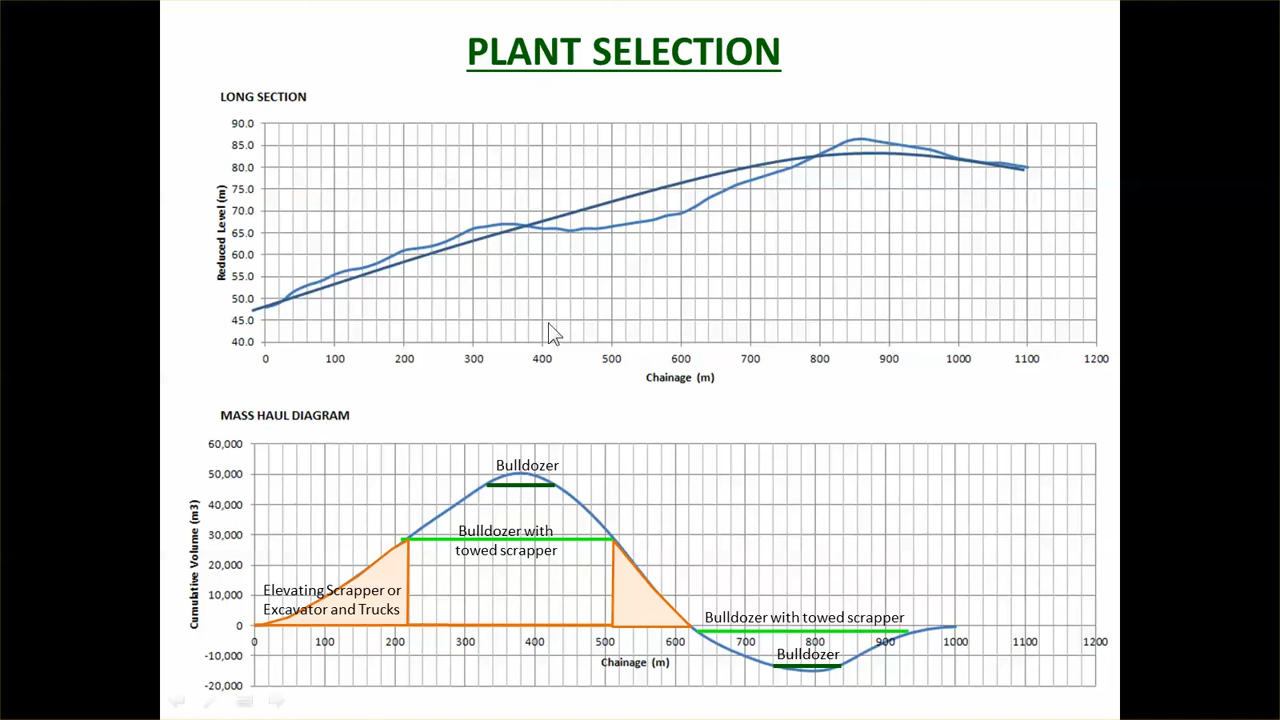 PLANT SELECTION
LONG SECTION
90.0
85.0
80.0
75.0
70.0
65.0
60.0
55.0
50.0
45.0
40.0
Reduced Level (m)
0 100 200 300 400 500 600 700 800 900 1000 1100 1200
Chainage (m)
MASS HAUL DIAGRAM
60,000
50,000
40,000
30,000
20,000
10,000
0
-10,000
-20,000
Cumulative Volume (m3)
Bulldozer
Bulldozer with
towed scrapper
Elevating Scrapper or
Excavator and Trucks
Bulldozer with towed scrapper
Bulldozer
0 100 200 300 400 500 600 700 800 900 1000 1100 1200
Chainage (m)